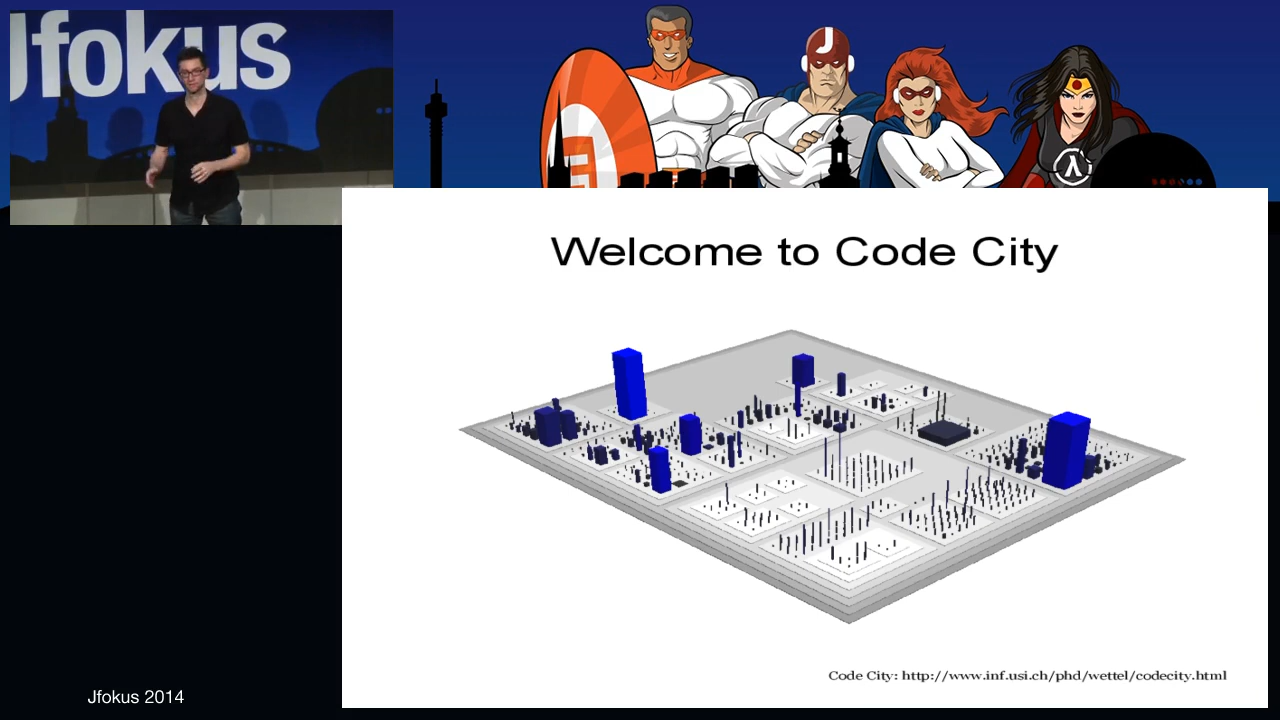 Jfokus
J
λ
Welcome to Code City
Code City: http://www.inf.usi.ch/phd/wettel/codecity.html
Jfokus 2014